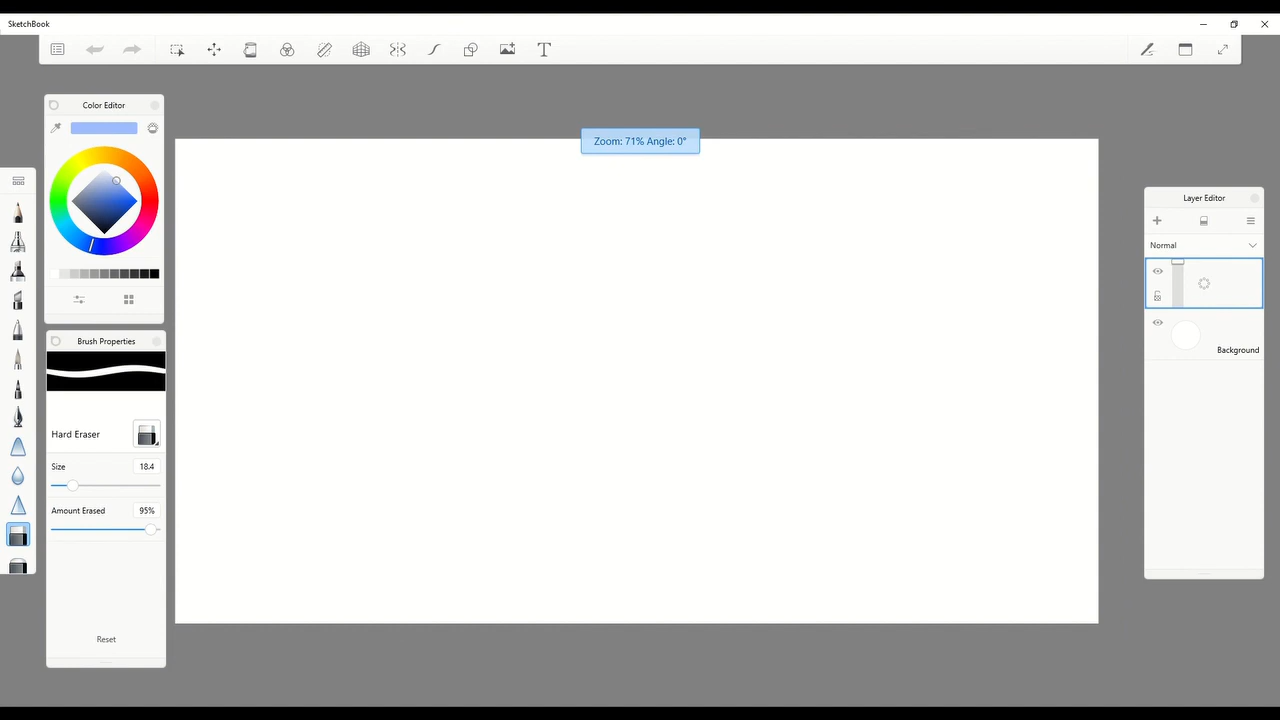 SketchBook
T
Zoom: 71% Angle: 0°
Color Editor
Brush Properties
Hard Eraser
Size
18.4
Amount Erased
95%
Reset
Layer Editor
Normal
Background